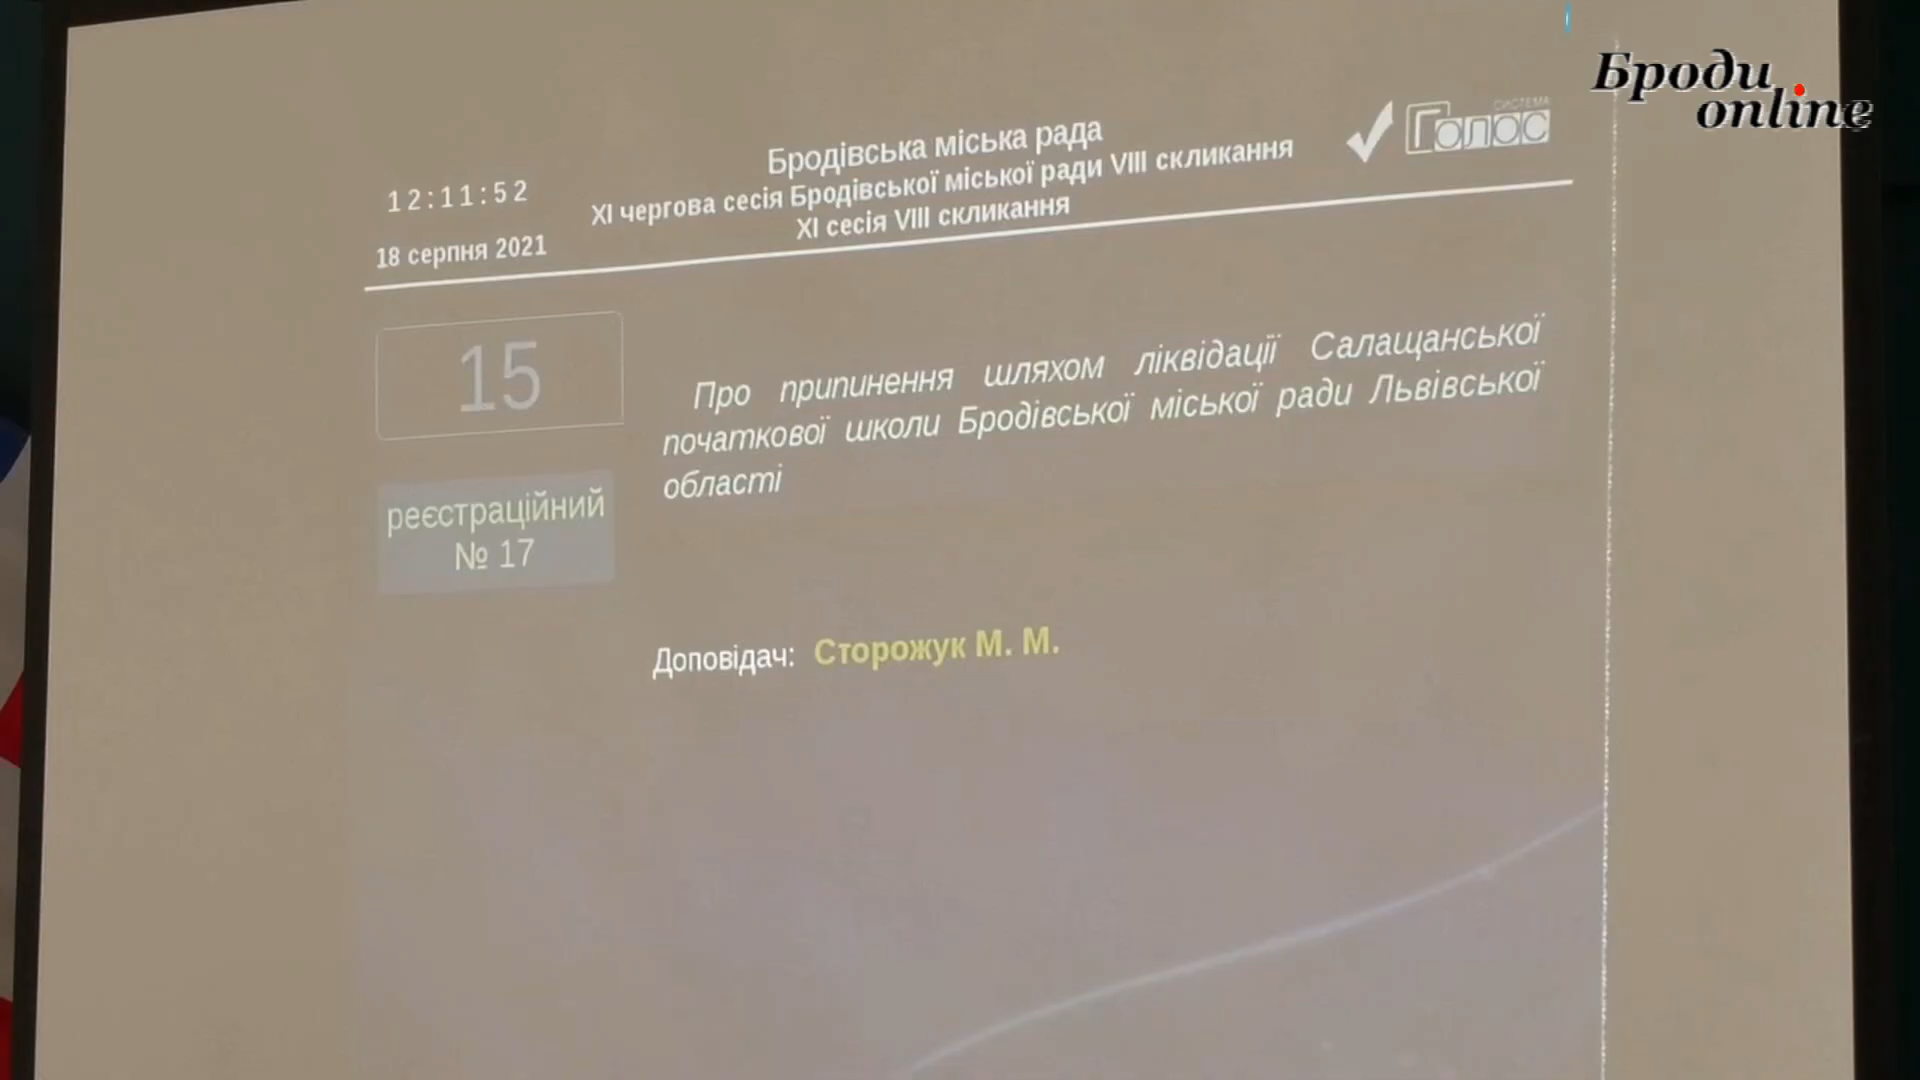 Броди
online
СИСТЕМА
Голос
Бродівська міська рада
12:11:52
XI чергова сесія Бродівської міської ради VIII скликання
XI сесія VIII скликання
18 серпня 2021
15
Про припинення шляхом ліквідації Салащанської
початкової школи Бродівської міської ради Львівської
області
реєстраційний
№ 17
Доповідач: Сторожук М. М.